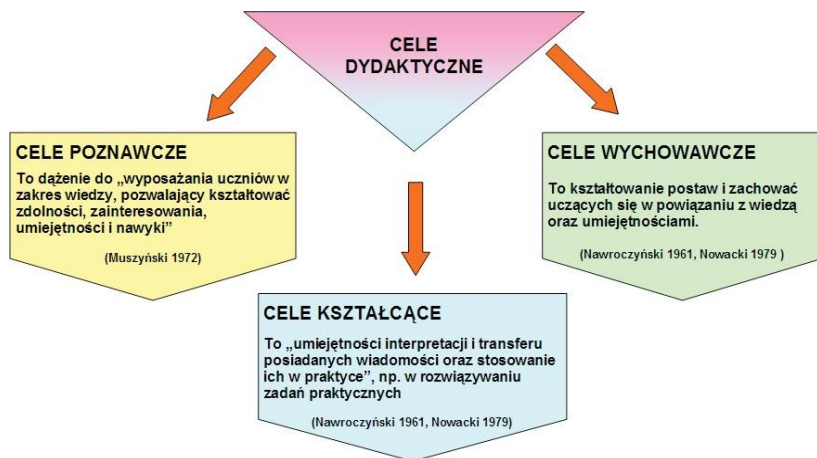 CELE
DYDAKTYCZNE
CELE POZNAWCZE
To dążenie do „wyposażania uczniów w
zakres wiedzy, pozwalający kształtować
zdolności, zainteresowania,
umiejętności i nawyki”
(Muszyński 1972)
CELE WYCHOWAWCZE
To kształtowanie postaw i zachować
uczących się w powiązaniu z wiedzą
oraz umiejętnościami.
(Nawroczyński 1961, Nowacki 1979 )
CELE KSZTAŁCĄCE
To „umiejętności interpretacji i transferu
posiadanych wiadomości oraz stosowanie
ich w praktyce”, np. w rozwiązywaniu
zadań praktycznych
(Nawroczyński 1961, Nowacki 1979)